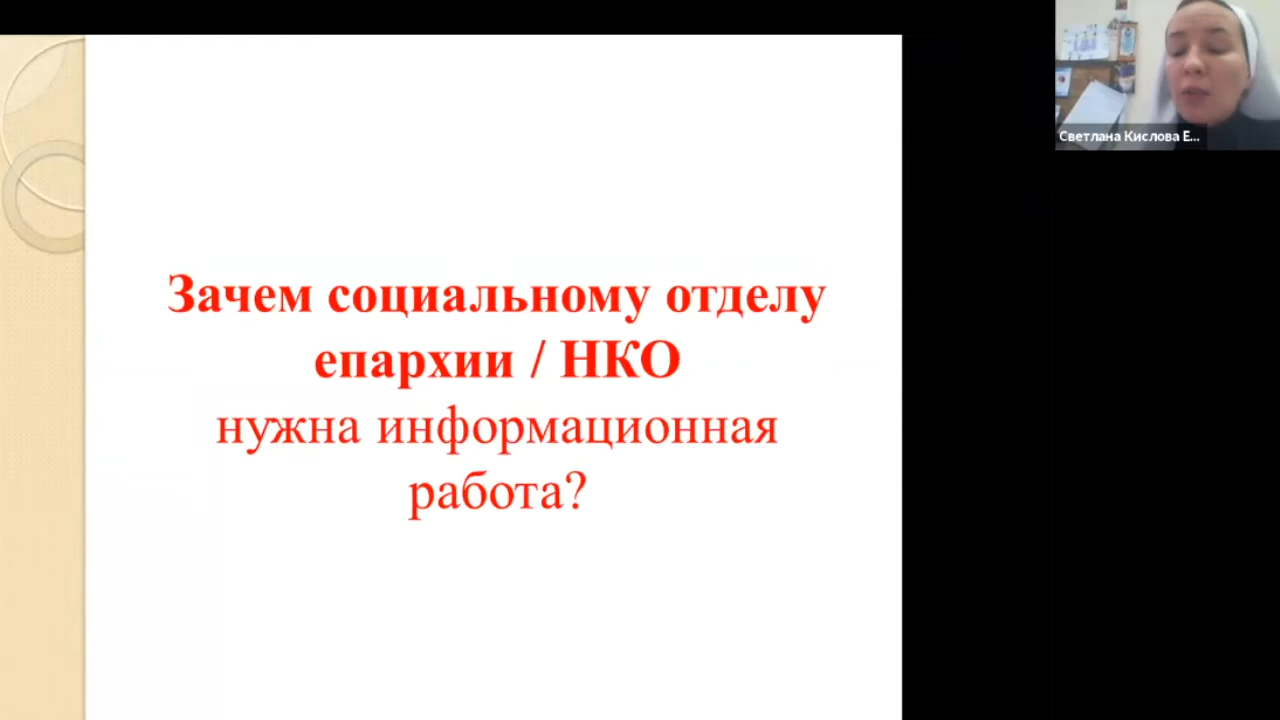 Зачем социальному отделу
епархии / НКО
нужна информационная
работа?
Светлана Кислова Е...